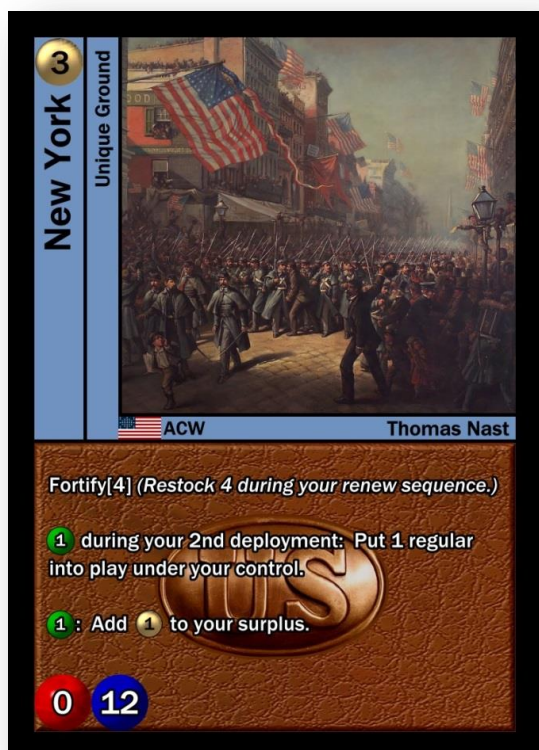 3
New York
Unique Ground
ACW
Thomas Nast
Fortify[4] (Restock 4 during your renew sequence.)
1 during your 2nd deployment: Put 1 regular
into play under your control.
US
1 : Add 1 to your surplus.
0 12